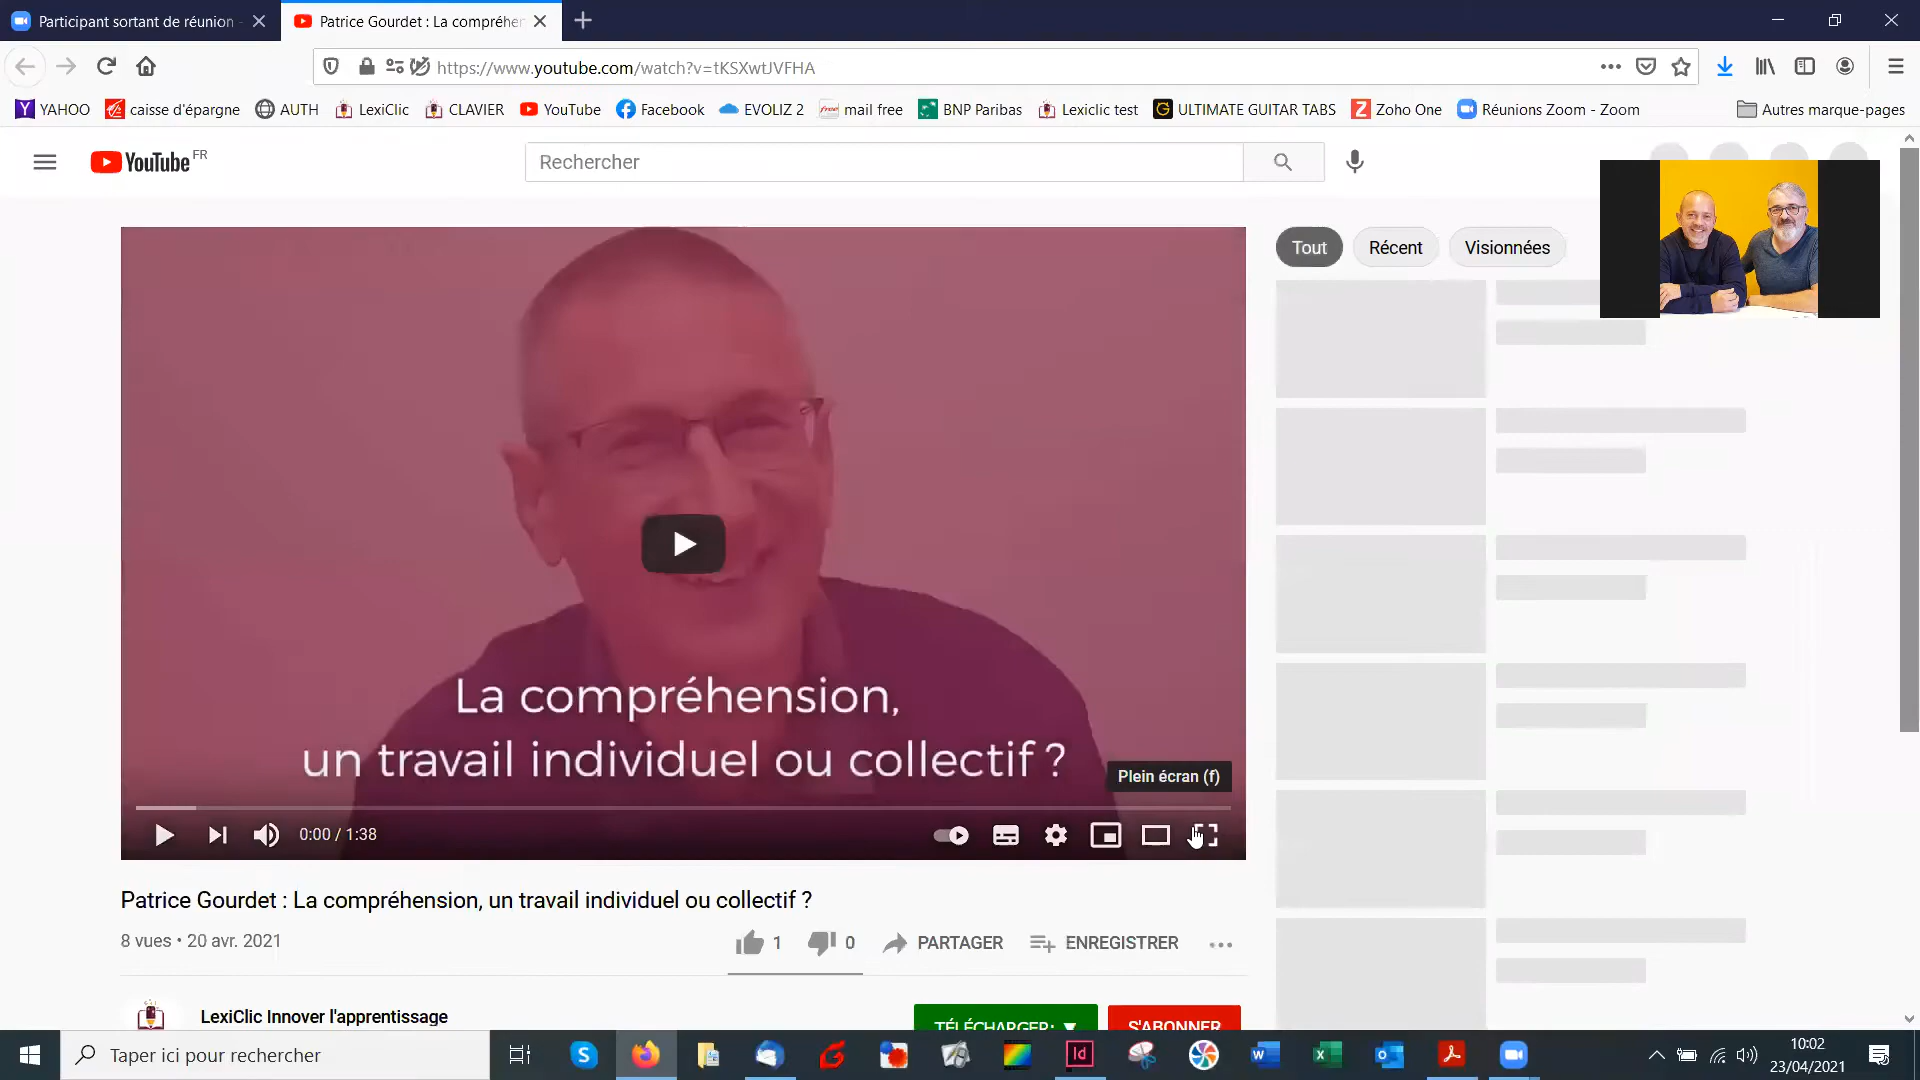 Participant sortant de réunion -
Patrice Gourdet : La compréhen
https://www.youtube.com/watch?v=tKSXwtJVFHA
YAHOO
caisse d'épargne
AUTH
LexiClic
CLAVIER
YouTube
Facebook
EVOLIZ 2
free mail free
BNP Paribas
Lexiclic test
ULTIMATE GUITAR TABS
Zoho One
Réunions Zoom - Zoom
Autres marque-pages
YouTube FR
Rechercher
Tout
Récent
Visionnées
La compréhension,
un travail individuel ou collectif ?
Plein écran (f)
0:00 / 1:38
Patrice Gourdet : La compréhension, un travail individuel ou collectif ?
8 vues • 20 avr. 2021
1
0
PARTAGER
ENREGISTRER
LexiClic Innover l'apprentissage
TÉLÉCHARGER: ▼
S'ABONNER
Taper ici pour rechercher
10:02
23/04/2021